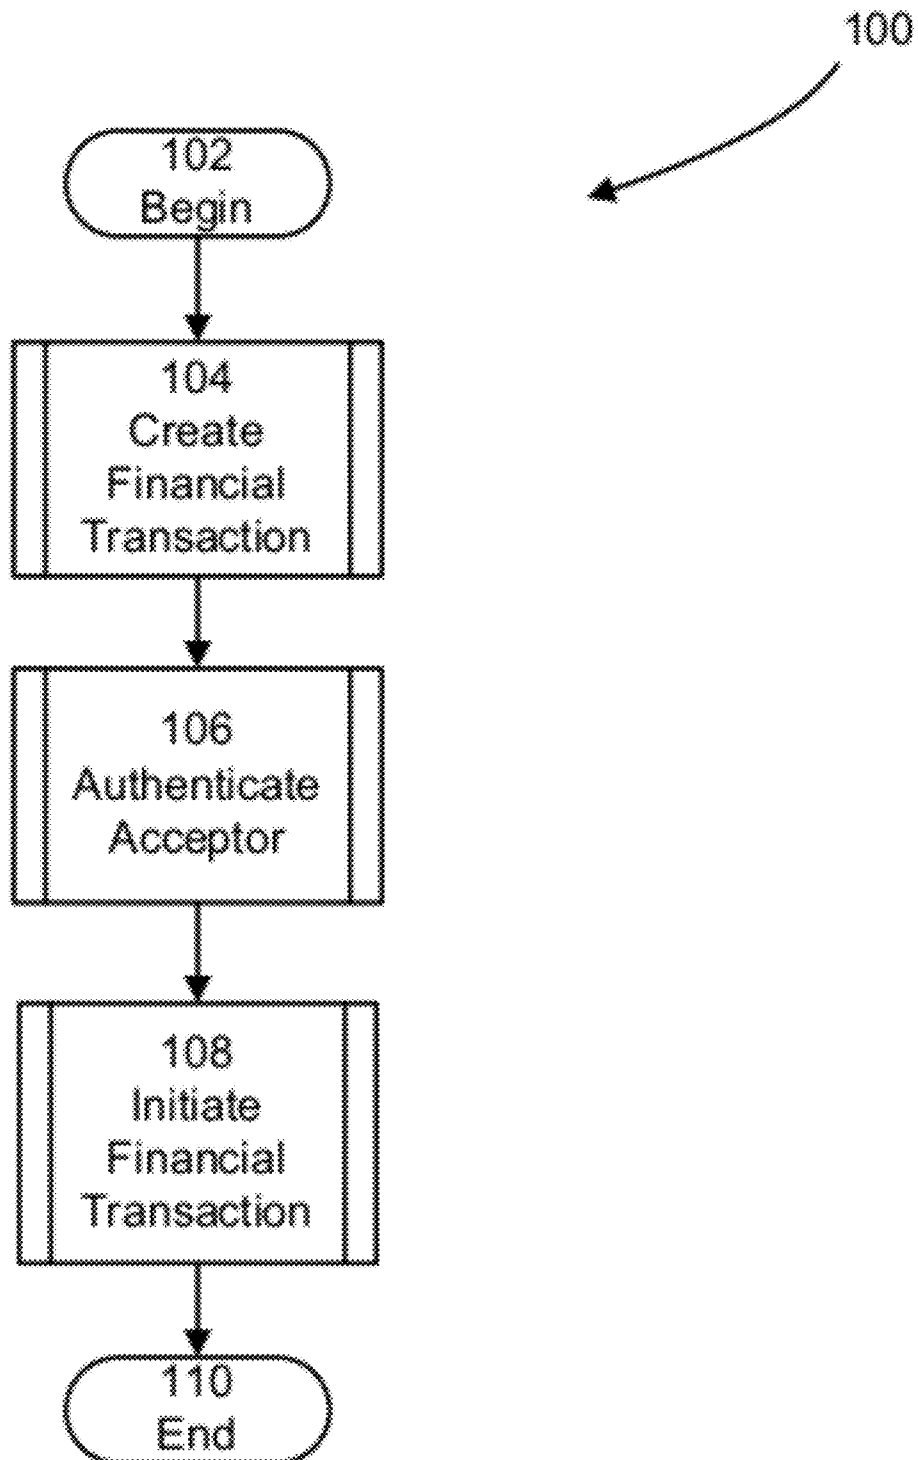 100
102
Begin
104
Create
Financial
Transaction
106
Authenticate
Acceptor
108
Initiate
Financial
Transaction
110
End